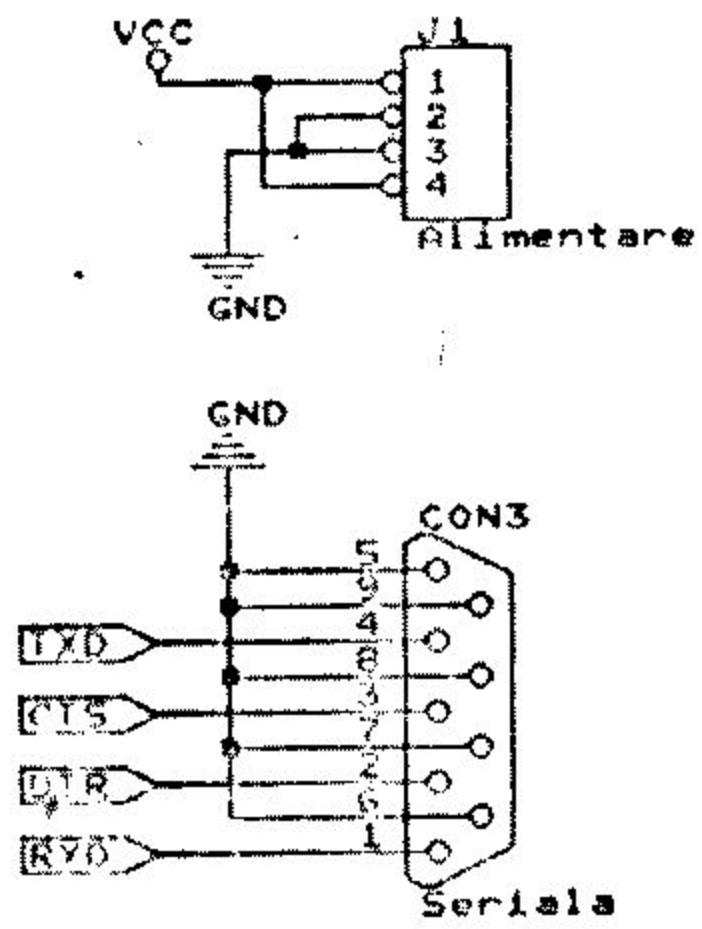 VCC
J1
1
2
3
4
Alimentare
GND
GND
CON3
5
9
4
TXD
8
3
CTS
7
2
DTR
6
1
RXD
Seriala